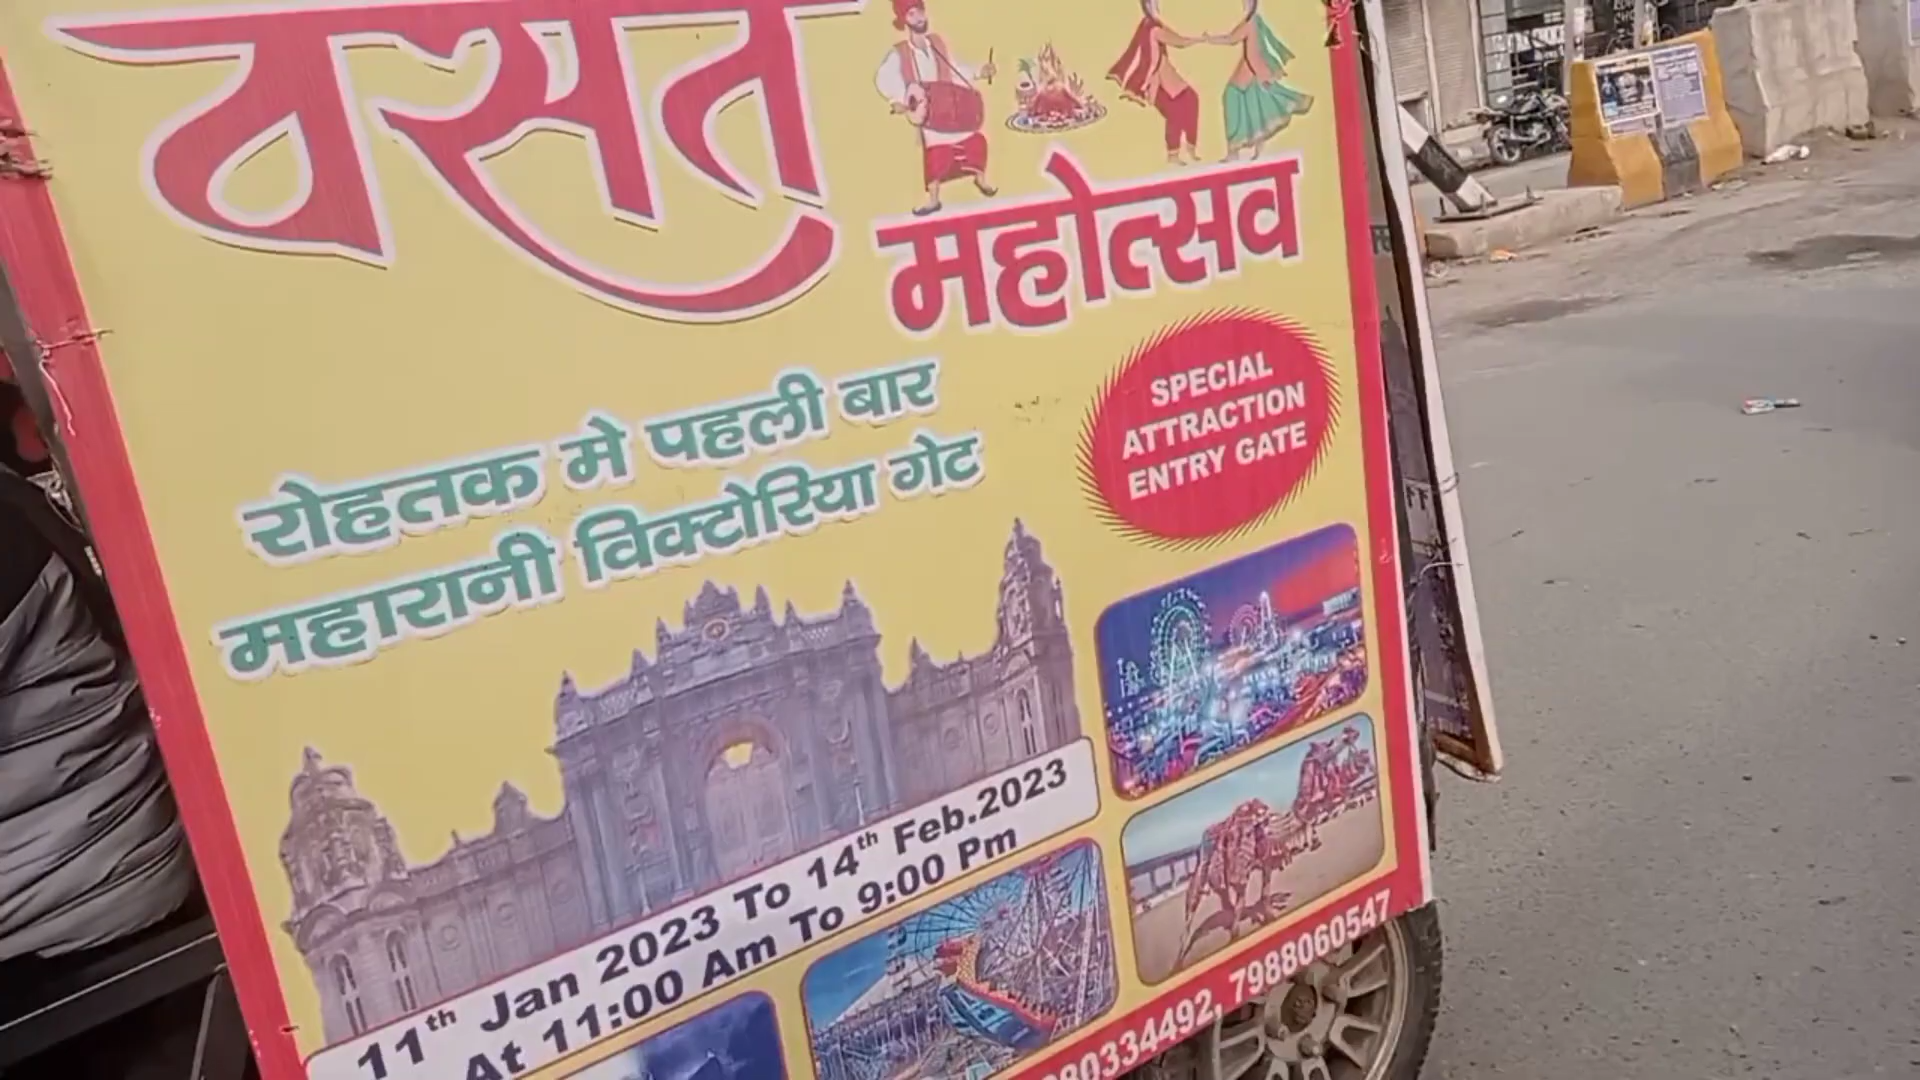 वसंत
महोत्सव
SPECIAL
ATTRACTION
ENTRY GATE
रोहतक मे पहली बार
महारानी विक्टोरिया गेट
11th Jan 2023 To 14th Feb.2023
At 11:00 Am To 9:00 Pm
7988060547